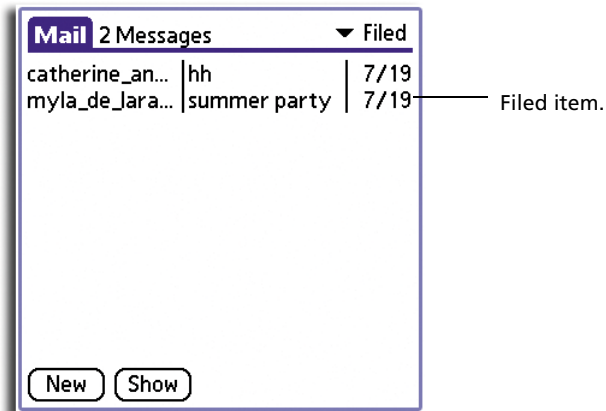 Mail 2 Messages Filed
catherine_an... hh 7/19
myla_de_lara... summer party 7/19
Filed item.
New Show